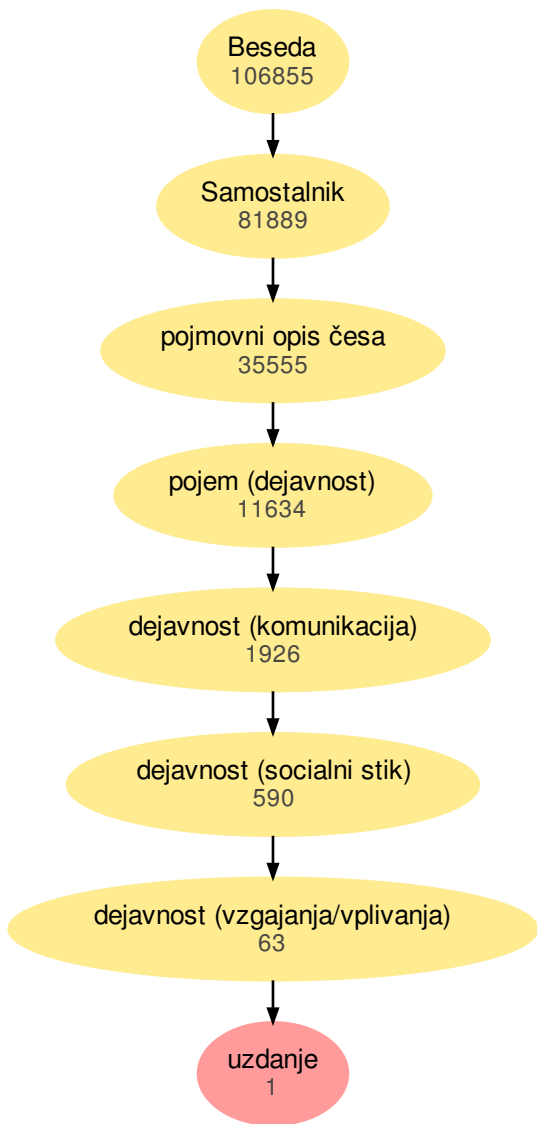 Beseda
106855
Samostalnik
81889
pojmovni opis česa
35555
pojem (dejavnost)
11634
dejavnost (komunikacija)
1926
dejavnost (socialni stik)
590
dejavnost (vzgajanja/vplivanja)
63
uzdanje
1